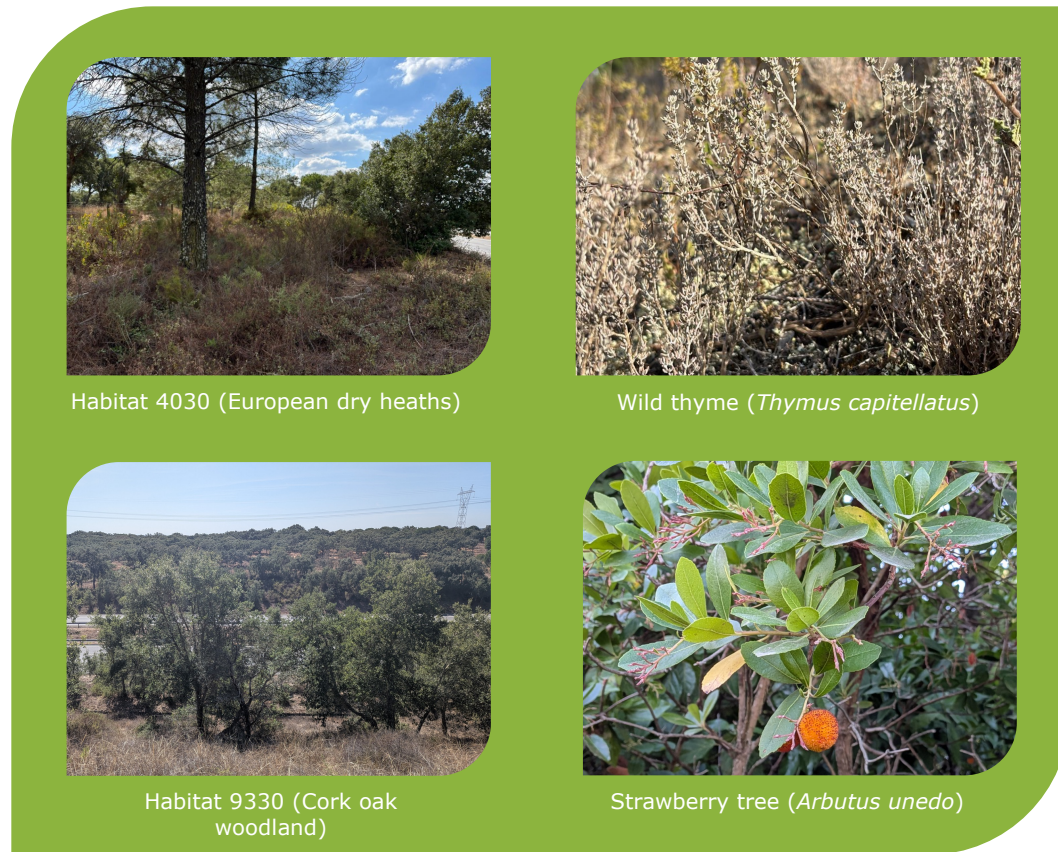 Habitat 4030 (European dry heaths)
Wild thyme (Thymus capitellatus)
Habitat 9330 (Cork oak
woodland)
Strawberry tree (Arbutus unedo)